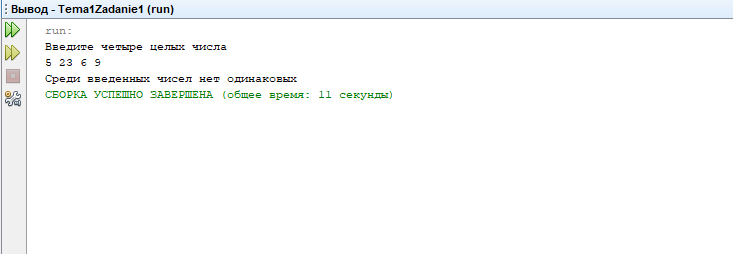 Вывод - Tema1Zadanie1 (run)
run:
Введите четыре целых числа
5 23 6 9
Среди введенных чисел нет одинаковых
СБОРКА УСПЕШНО ЗАВЕРШЕНА (общее время: 11 секунды)